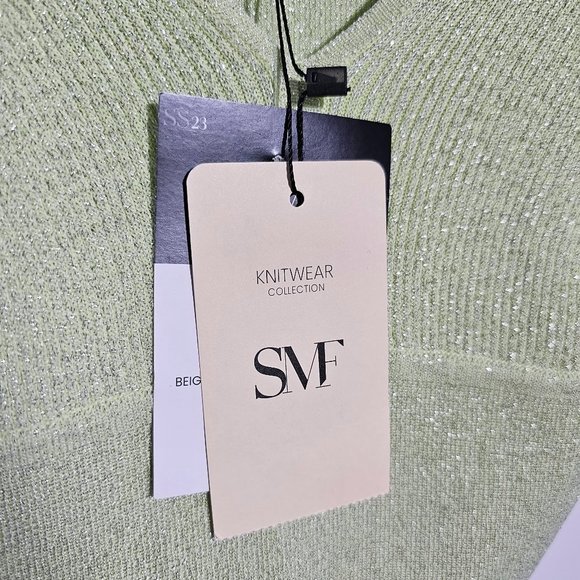 SS23
KNITWEAR
COLLECTION
SMF
BEIG